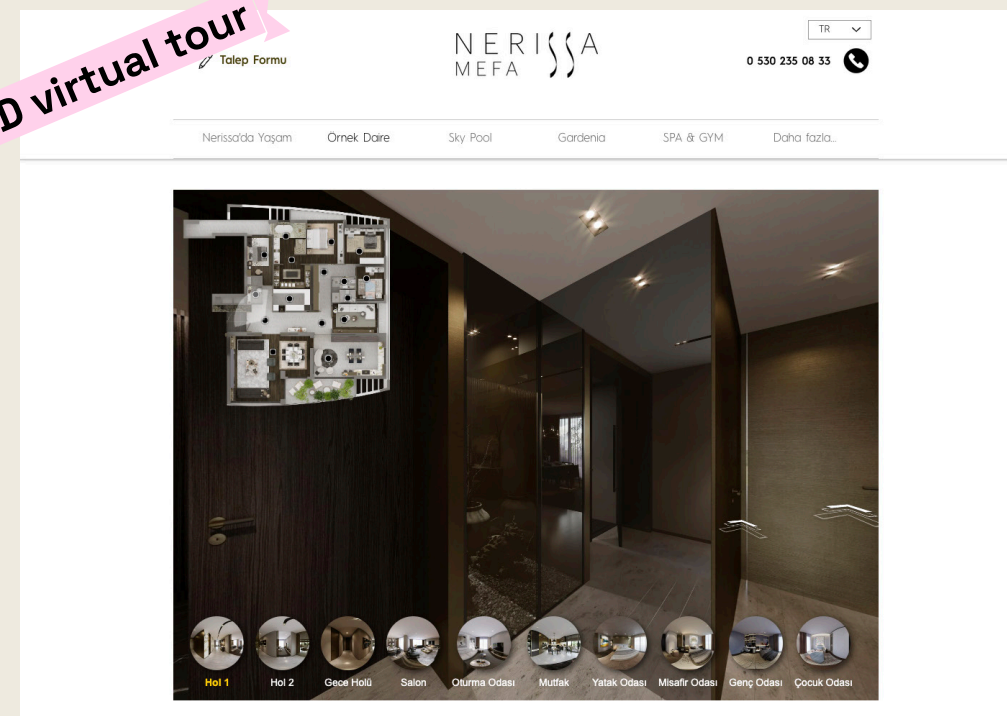 D virtual tour
Talep Formu
NERISSA
MEFA
TR
0 530 235 08 33
Nerissa'da Yaşam
Örnek Daire
Sky Pool
Gardenia
SPA & GYM
Daha fazla...
Hol 1
Hol 2
Gece Holü
Salon
Oturma Odası
Mutfak
Yatak Odası
Misafir Odası
Genç Odası
Çocuk Odası